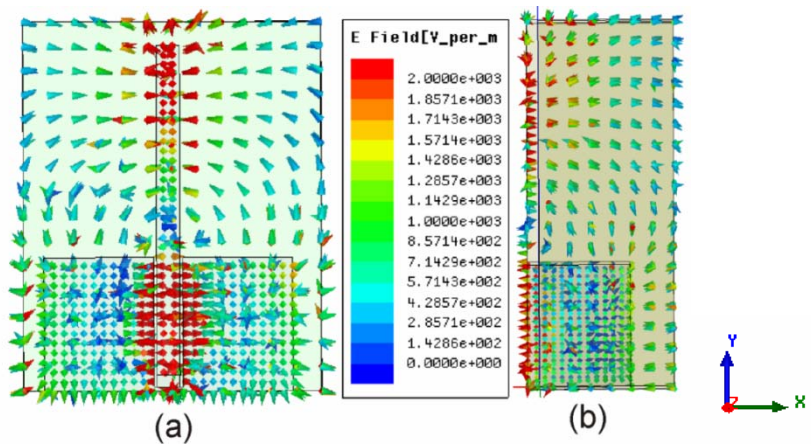 E Field[V_per_m
2.0000e+003
1.8571e+003
1.7143e+003
1.5714e+003
1.4286e+003
1.2857e+003
1.1429e+003
1.0000e+003
8.5714e+002
7.1429e+002
5.7143e+002
4.2857e+002
2.8571e+002
1.4286e+002
0.0000e+000
Y
Z
X
(a)
(b)